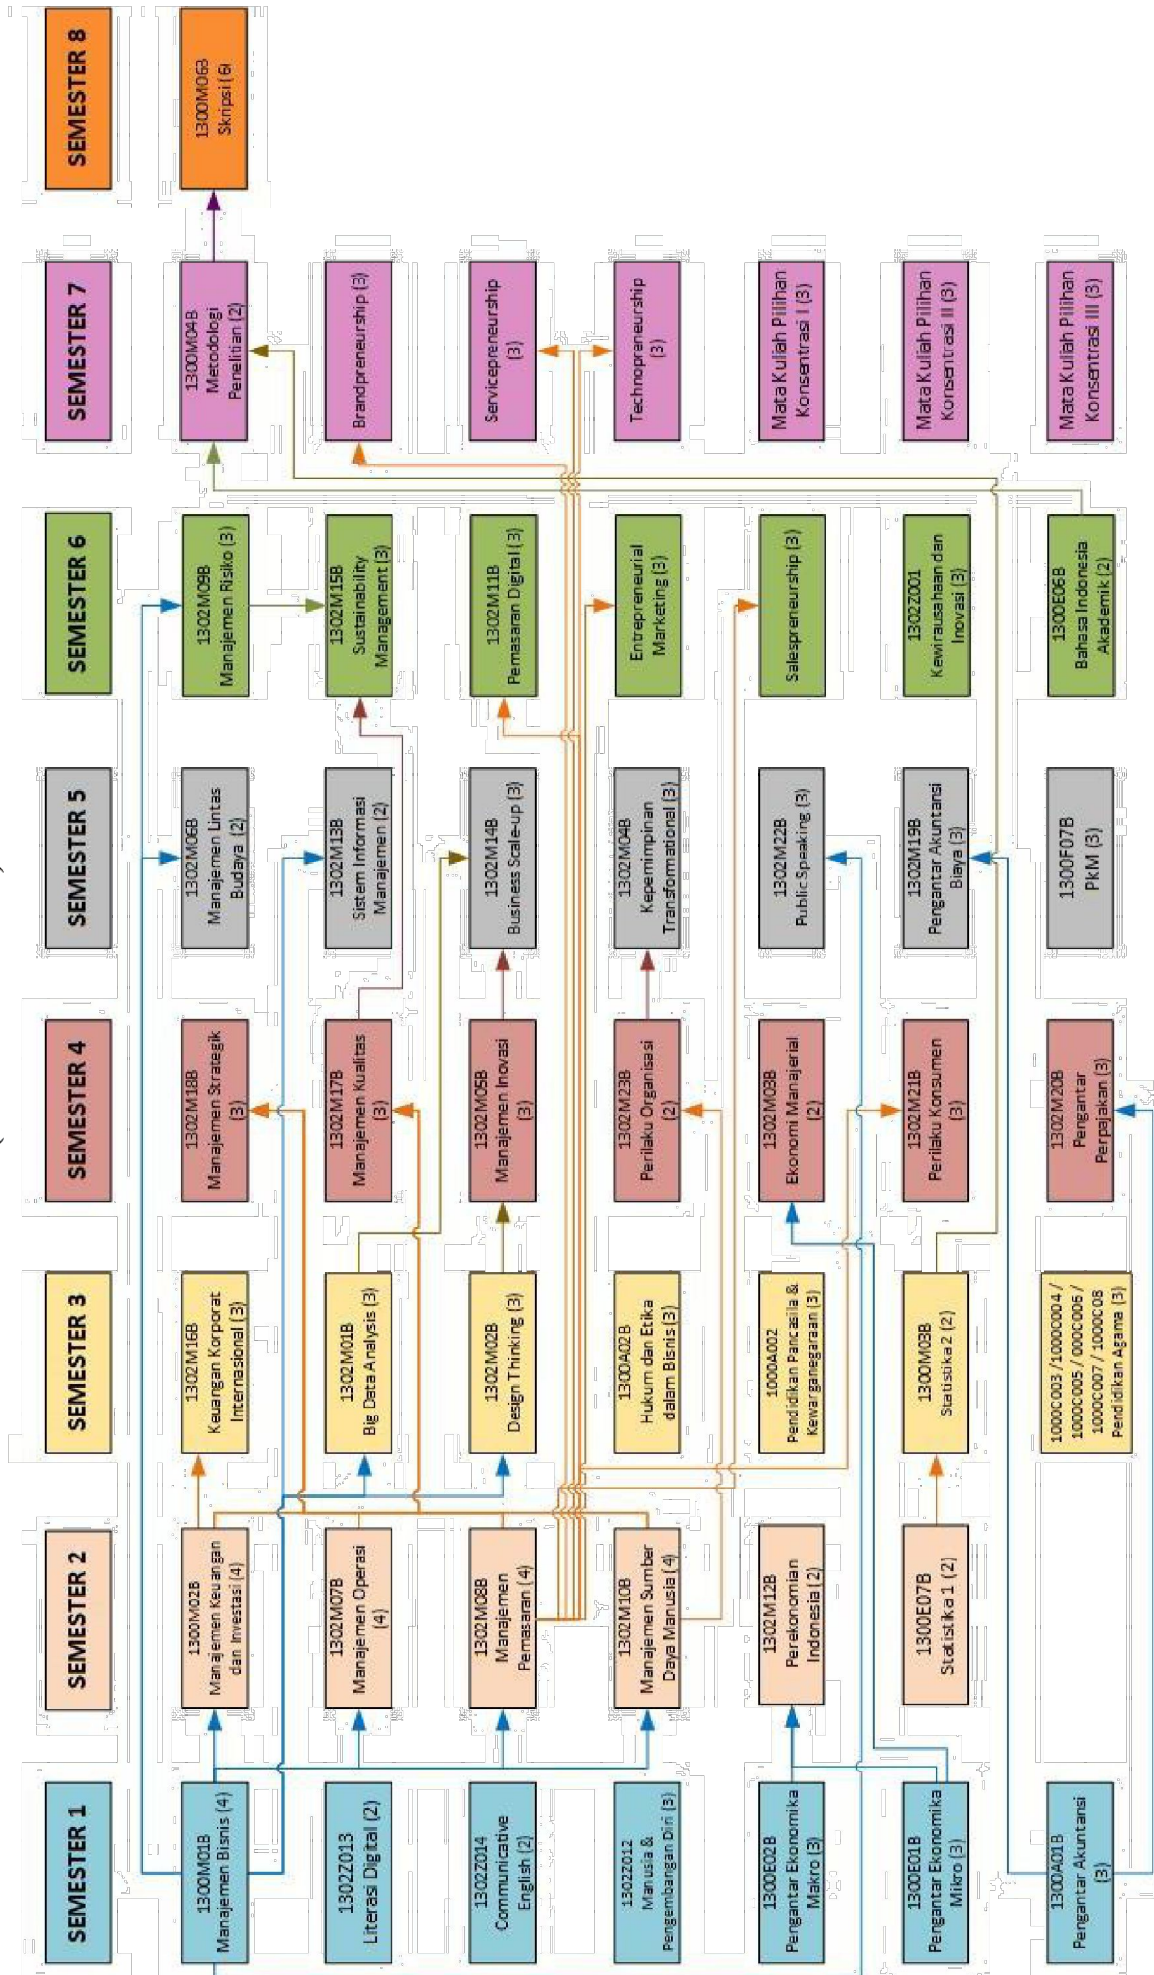 SEMESTER 1
1300M01B
Manajemen Bisnis (4)
1302Z013
Literasi Digital (2)
1302Z014
Communicative
English (2)
1302Z012
Manusia &
Pengembangan Diri (3)
1300E02B
Pengantar Ekonomika
Makro (3)
1300E01B
Pengantar Ekonomika
Mikro (3)
1300A01B
Pengantar Akuntansi
(3)
SEMESTER 2
1300M02B
Manajemen Keuangan
dan Investasi (4)
1302M07B
Manajemen Operasi
(4)
1302M08B
Manajemen
Pemasaran (4)
1302M10B
Manajemen Sumber
Daya Manusia (4)
1302M12B
Perekonomian
Indonesia (2)
1300E07B
Statistika 1 (2)
SEMESTER 3
1302M16B
Keuangan Korporat
Internasional (3)
1302M01B
Big Data Analysis (3)
1302M02B
Design Thinking (3)
1300A02B
Hukum dan Etika
dalam Bisnis (3)
1000A002
Pendidikan Pancasila &
Kewarganegaraan (3)
1300M03B
Statistika 2 (2)
1000C003 / 1000C004 /
1000C005 / 000C006 /
1000C007 / 1000C08
Pendidikan Agama (3)
SEMESTER 4
1302M18B
Manajemen Strategik
(3)
1302M17B
Manajemen Kualitas
(3)
1302M05B
Manajemen Inovasi
(3)
1302M23B
Perilaku Organisasi
(2)
1302M03B
Ekonomi Manajerial
(2)
1302M21B
Perilaku Konsumen
(3)
1302M20B
Pengantar
Perpajakan (3)
SEMESTER 5
1302M06B
Manajemen Lintas
Budaya (2)
1302M13B
Sistem Informasi
Manajemen (2)
1302M14B
Business Scale-up (3)
1302M04B
Kepemimpinan
Transformational (3)
1302M22B
Public Speaking (3)
1302M19B
Pengantar Akuntansi
Biaya (3)
1300F07B
PkM (3)
SEMESTER 6
1302M09B
Manajemen Risiko (3)
1302M15B
Sustainability
Management (3)
1302M11B
Pemasaran Digital (3)
Entrepreneurial
Marketing (3)
Salespreneurship (3)
1302Z001
Kewirausahaan dan
Inovasi (3)
1300E06B
Bahasa Indonesia
Akademik (2)
SEMESTER 7
1300M04B
Metodologi
Penelitian (2)
Brandpreneurship (3)
Servicepreneurship
(3)
Technopreneurship
(3)
Mata Kuliah Pilihan
Konsentrasi I (3)
Mata Kuliah Pilihan
Konsentrasi II (3)
Mata Kuliah Pilihan
Konsentrasi III (3)
SEMESTER 8
1300M06B
Skripsi (6)